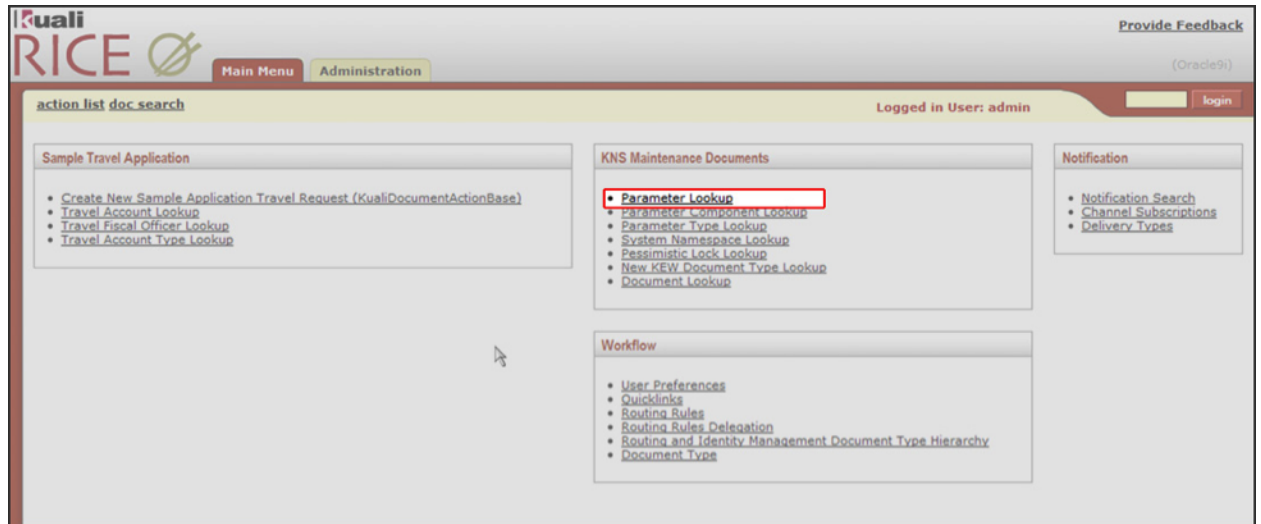 Kuali
RICE
Provide Feedback
Main Menu
Administration
(Oracle9i)
action list doc search
Logged in User: admin
login
Sample Travel Application
• Create New Sample Application Travel Request (KualiDocumentActionBase)
• Travel Account Lookup
• Travel Fiscal Officer Lookup
• Travel Account Type Lookup
KNS Maintenance Documents
• Parameter Lookup
• Parameter Component Lookup
• Parameter Type Lookup
• System Namespace Lookup
• Pessimistic Lock Lookup
• New KEW Document Type Lookup
• Document Lookup
Workflow
• User Preferences
• Quicklinks
• Routing Rules
• Routing Rules Delegation
• Routing and Identity Management Document Type Hierarchy
• Document Type
Notification
• Notification Search
• Channel Subscriptions
• Delivery Types